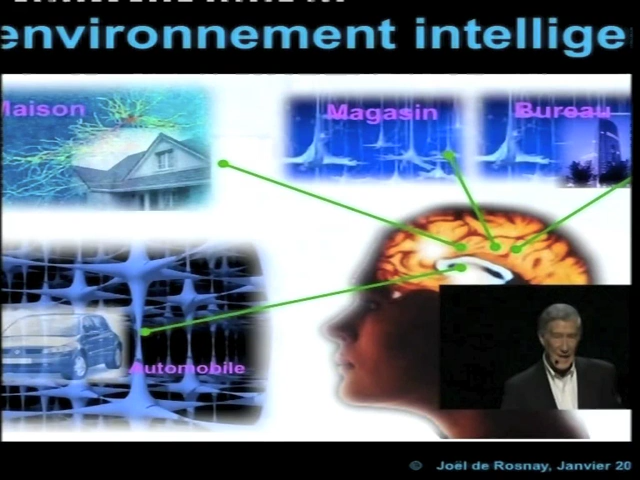 environnement intellige
Maison
Magasin
Bureau
Automobile
© Joël de Rosnay, Janvier 20